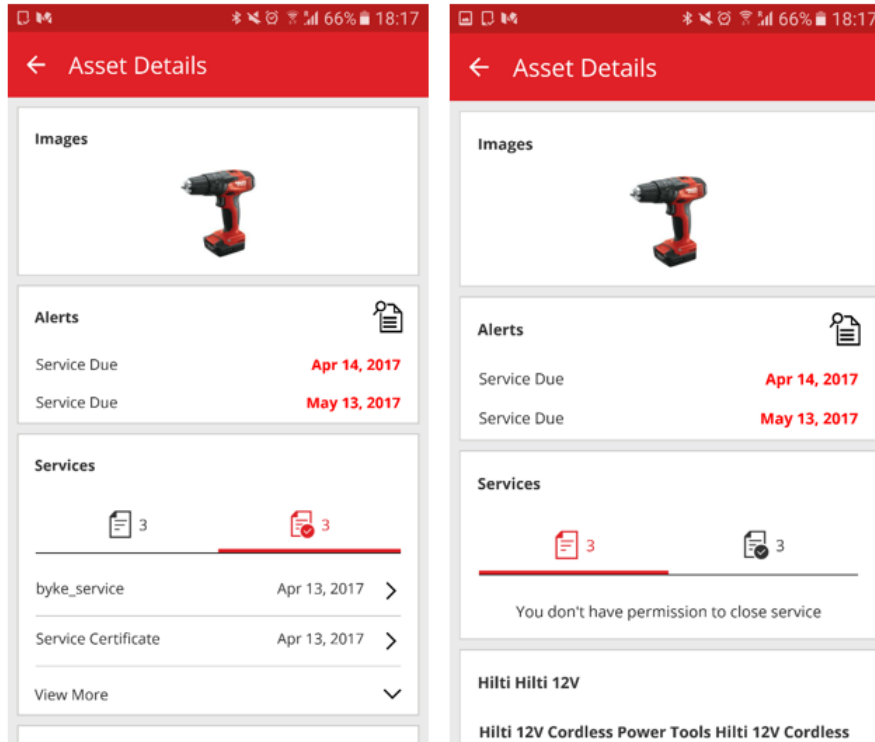 66% 18:17
Asset Details
Images
Alerts
Service Due Apr 14, 2017
Service Due May 13, 2017
Services
3 3
byke_service Apr 13, 2017
Service Certificate Apr 13, 2017
View More
66% 18:17
Asset Details
Images
Alerts
Service Due Apr 14, 2017
Service Due May 13, 2017
Services
3 3
You don't have permission to close service
Hilti Hilti 12V
Hilti 12V Cordless Power Tools Hilti 12V Cordless